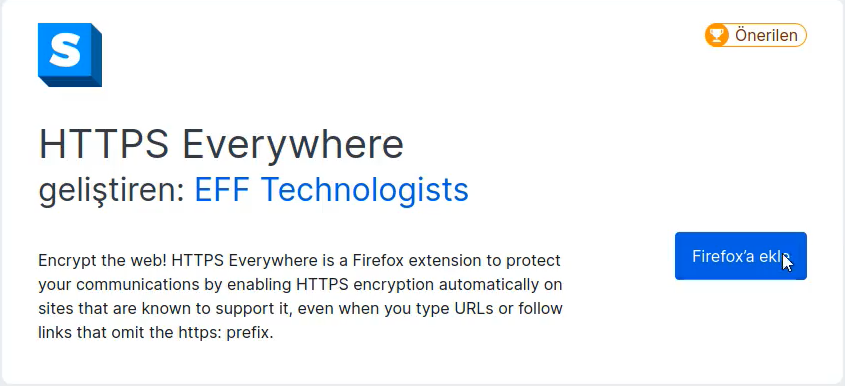 S
Önerilen
HTTPS Everywhere
geliştiren: EFF Technologists
Encrypt the web! HTTPS Everywhere is a Firefox extension to protect
your communications by enabling HTTPS encryption automatically on
sites that are known to support it, even when you type URLs or follow
links that omit the https: prefix.
Firefox’a ekle